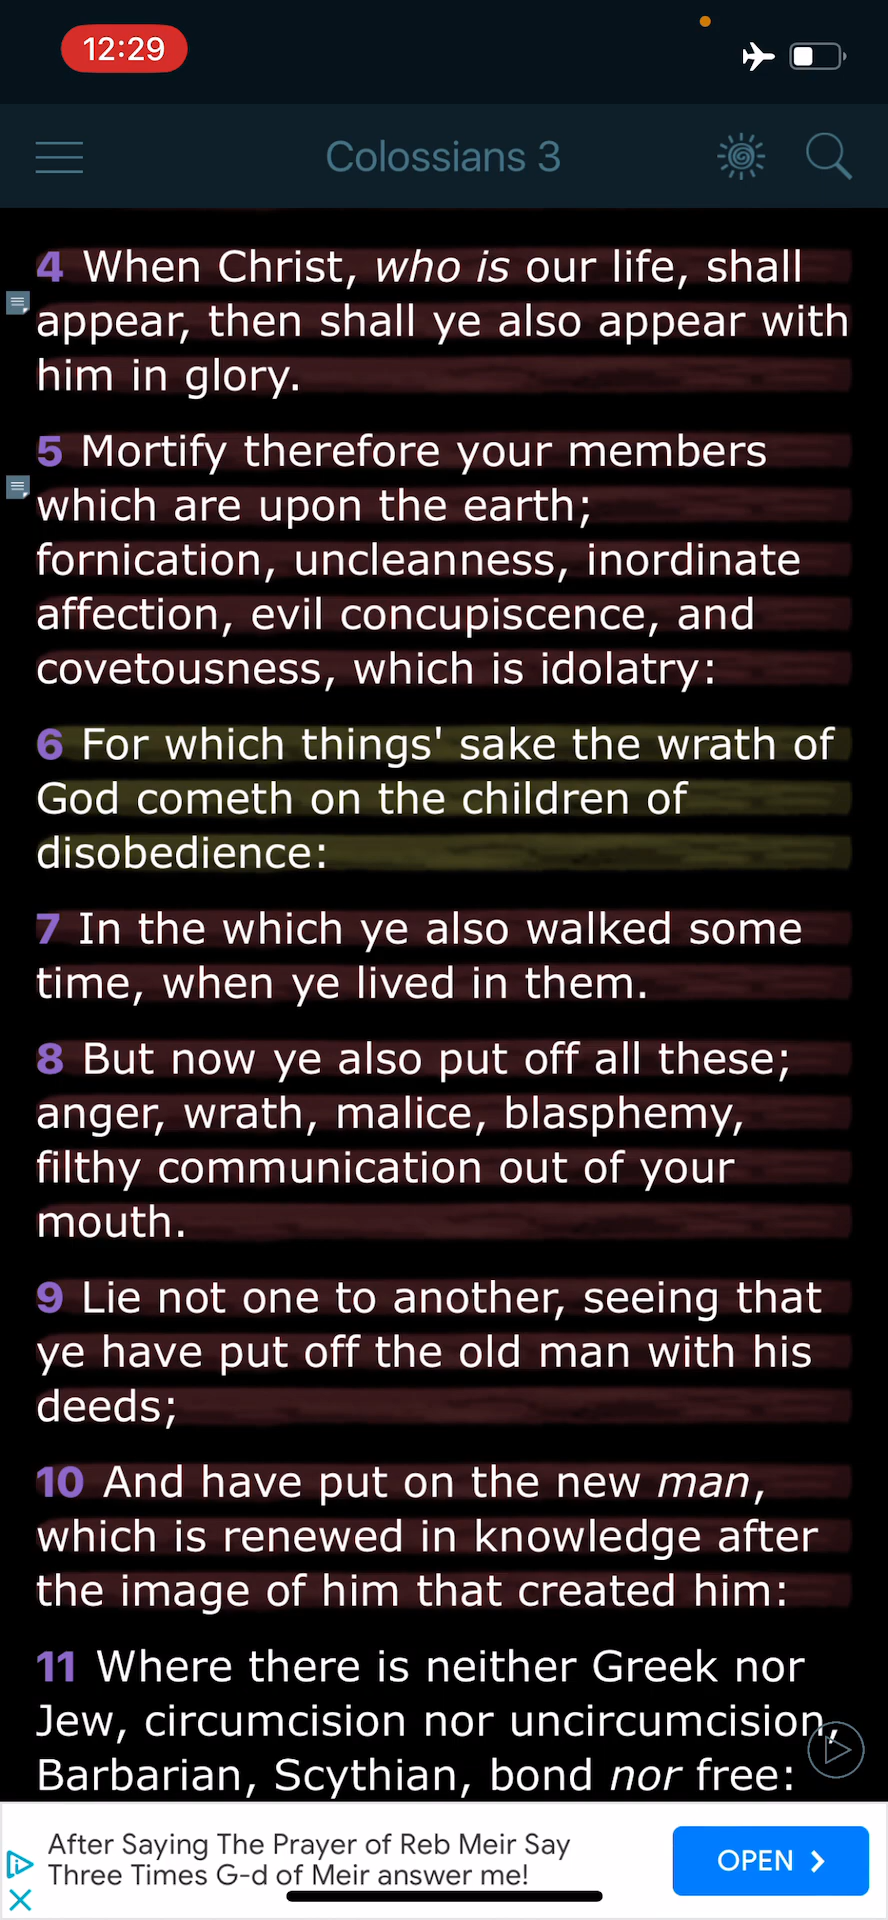 12:29
Colossians 3
4 When Christ, who is our life, shall
appear, then shall ye also appear with
him in glory.
5 Mortify therefore your members
which are upon the earth;
fornication, uncleanness, inordinate
affection, evil concupiscence, and
covetousness, which is idolatry:
6 For which things' sake the wrath of
God cometh on the children of
disobedience:
7 In the which ye also walked some
time, when ye lived in them.
8 But now ye also put off all these;
anger, wrath, malice, blasphemy,
filthy communication out of your
mouth.
9 Lie not one to another, seeing that
ye have put off the old man with his
deeds;
10 And have put on the new man,
which is renewed in knowledge after
the image of him that created him:
11 Where there is neither Greek nor
Jew, circumcision nor uncircumcision,
Barbarian, Scythian, bond nor free:
After Saying The Prayer of Reb Meir Say
Three Times G-d of Meir answer me!
OPEN